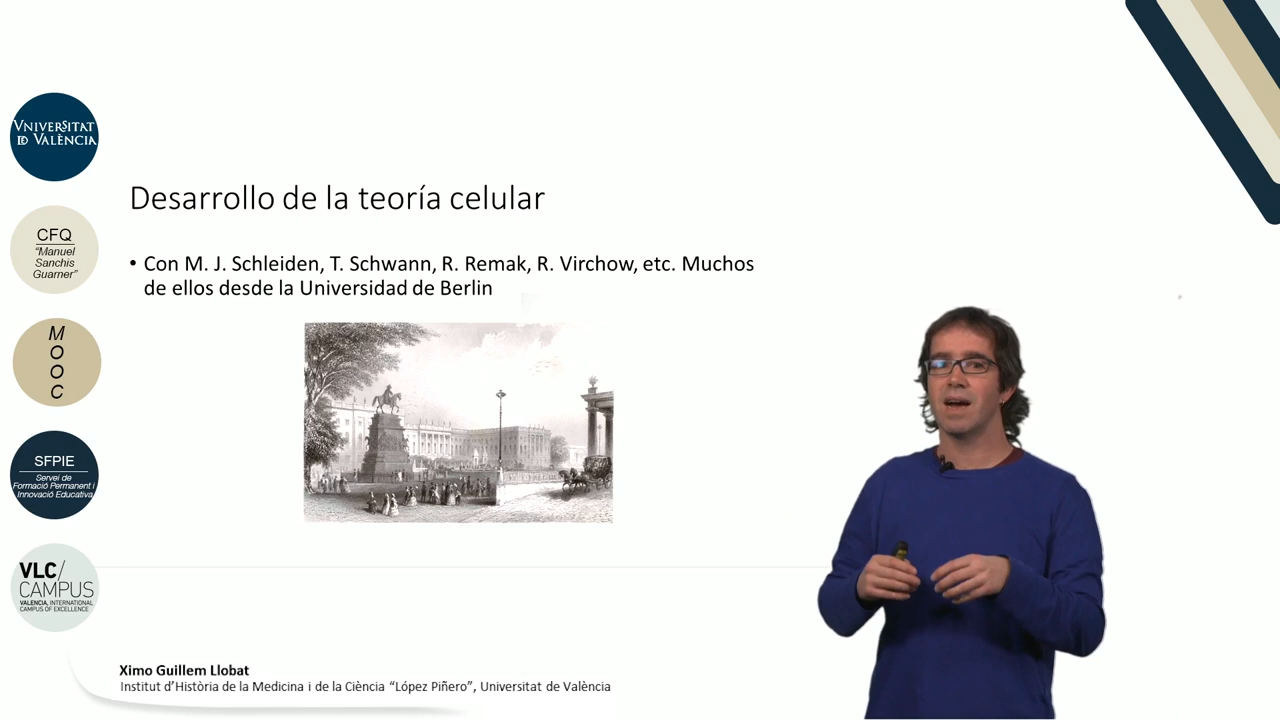 VNIVERSITAT
ID VALÈNCIA
CFQ
“Manuel
Sanchis
Guarner”
M
O
O
C
SFPIE
Servei de
Formació Permanent i
Innovació Educativa
VLC/
CAMPUS
VALENCIA, INTERNATIONAL
CAMPUS OF EXCELLENCE
Desarrollo de la teoría celular
• Con M. J. Schleiden, T. Schwann, R. Remak, R. Virchow, etc. Muchos
de ellos desde la Universidad de Berlin
Ximo Guillem Llobat
Institut d’Història de la Medicina i de la Ciència “López Piñero”, Universitat de València